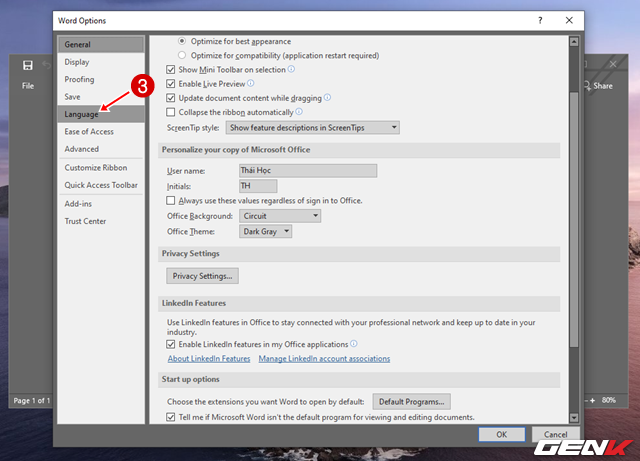 Word Options
?
General
Display
Proofing
Save
Language
Ease of Access
Advanced
Customize Ribbon
Quick Access Toolbar
Add-ins
Trust Center
3
Optimize for best appearance
Optimize for compatibility (application restart required)
Show Mini Toolbar on selection
Enable Live Preview
Update document content while dragging
Collapse the ribbon automatically
ScreenTip style: Show feature descriptions in ScreenTips
Personalize your copy of Microsoft Office
User name: Thái Học
Initials: TH
Always use these values regardless of sign in to Office.
Office Background: Circuit
Office Theme: Dark Gray
Privacy Settings
Privacy Settings...
LinkedIn Features
Use LinkedIn features in Office to stay connected with your professional network and keep up to date in your
industry.
Enable LinkedIn features in my Office applications
About LinkedIn Features Manage LinkedIn account associations
Start up options
Choose the extensions you want Word to open by default: Default Programs...
Tell me if Microsoft Word isn't the default program for viewing and editing documents.
OK Cancel
File
Share
Page 1 of 1
80%
GENK